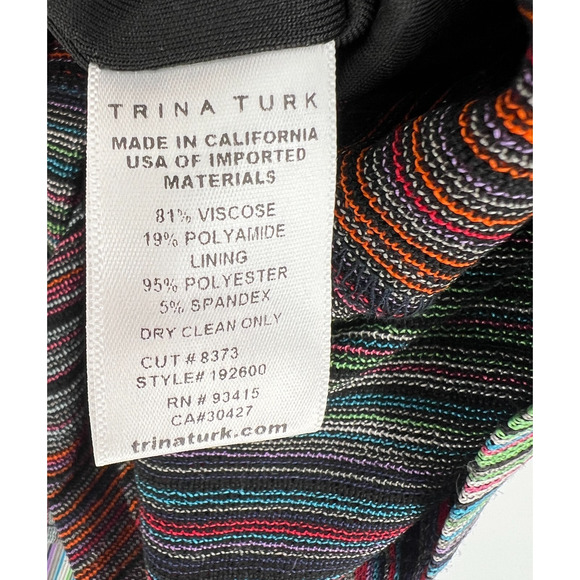 TRINA TURK
MADE IN CALIFORNIA
USA OF IMPORTED
MATERIALS
81% VISCOSE
19% POLYAMIDE
LINING
95% POLYESTER
5% SPANDEX
DRY CLEAN ONLY
CUT # 8373
STYLE# 192600
RN # 93415
CA#30427
trinaturk.com